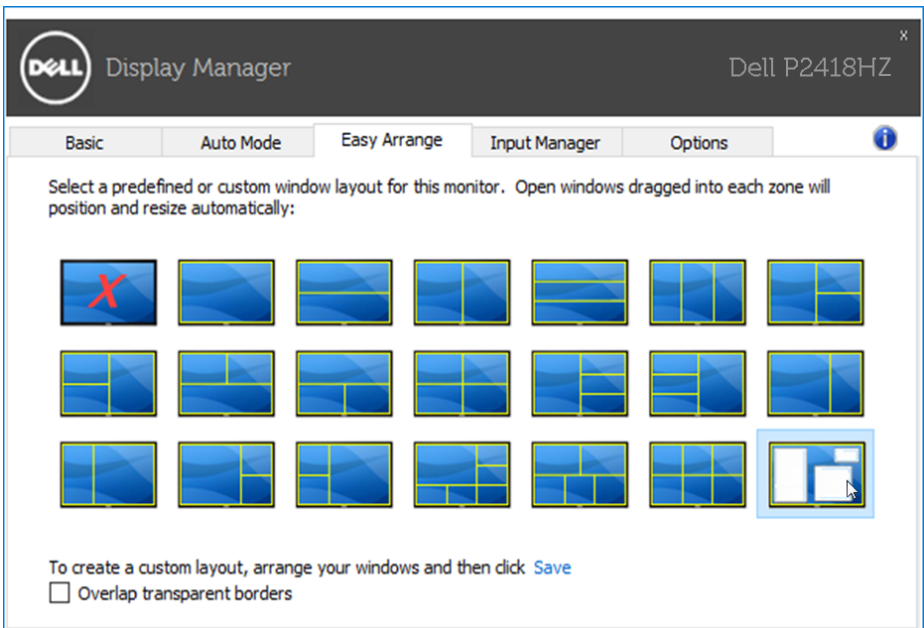 x
DELL
Display Manager
Dell P2418HZ
Basic
Auto Mode
Easy Arrange
Input Manager
Options
i
Select a predefined or custom window layout for this monitor.  Open windows dragged into each zone will
position and resize automatically:
X
To create a custom layout, arrange your windows and then click  Save
Overlap transparent borders